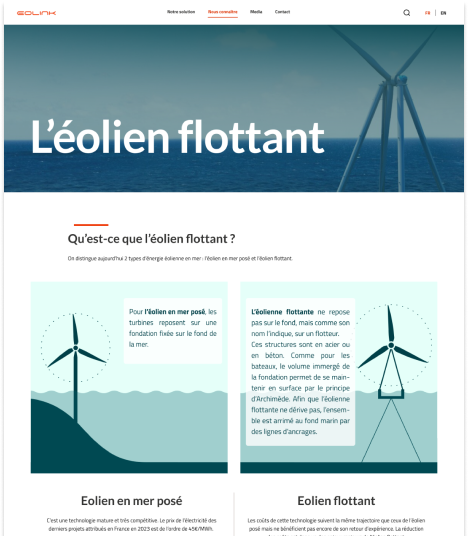 EOLINK
Notre solution Nous connaître Media Contact
FR | EN
L'éolien flottant
Qu'est-ce que l'éolien flottant ?
On distingue aujourd'hui 2 types d'énergie éolienne en mer : l'éolien en mer posé et l'éolien flottant.
Pour l'éolien en mer posé, les
turbines reposent sur une
fondation fixée sur le fond de
la mer.
L'éolienne flottante ne repose
pas sur le fond, mais comme son
nom l'indique, sur un flotteur.
Ces structures sont en acier ou
en béton. Comme pour les
bateaux, le volume immergé de
la fondation permet de se main-
tenir en surface par le principe
d'Archimède. Afin que l'éolienne
flottante ne dérive pas, l'ensem-
ble est arrimé au fond marin par
des lignes d'ancrages.
Eolien en mer posé
C'est une technologie mature et très compétitive. Le prix de l'électricité des
derniers projets attribués en France en 2023 est de l'ordre de 45€/MWh.
Eolien flottant
Les coûts de cette technologie suivent la même trajectoire que ceux de l'éolien
posé mais ne bénéficient pas encore de son retour d'expérience. La réduction